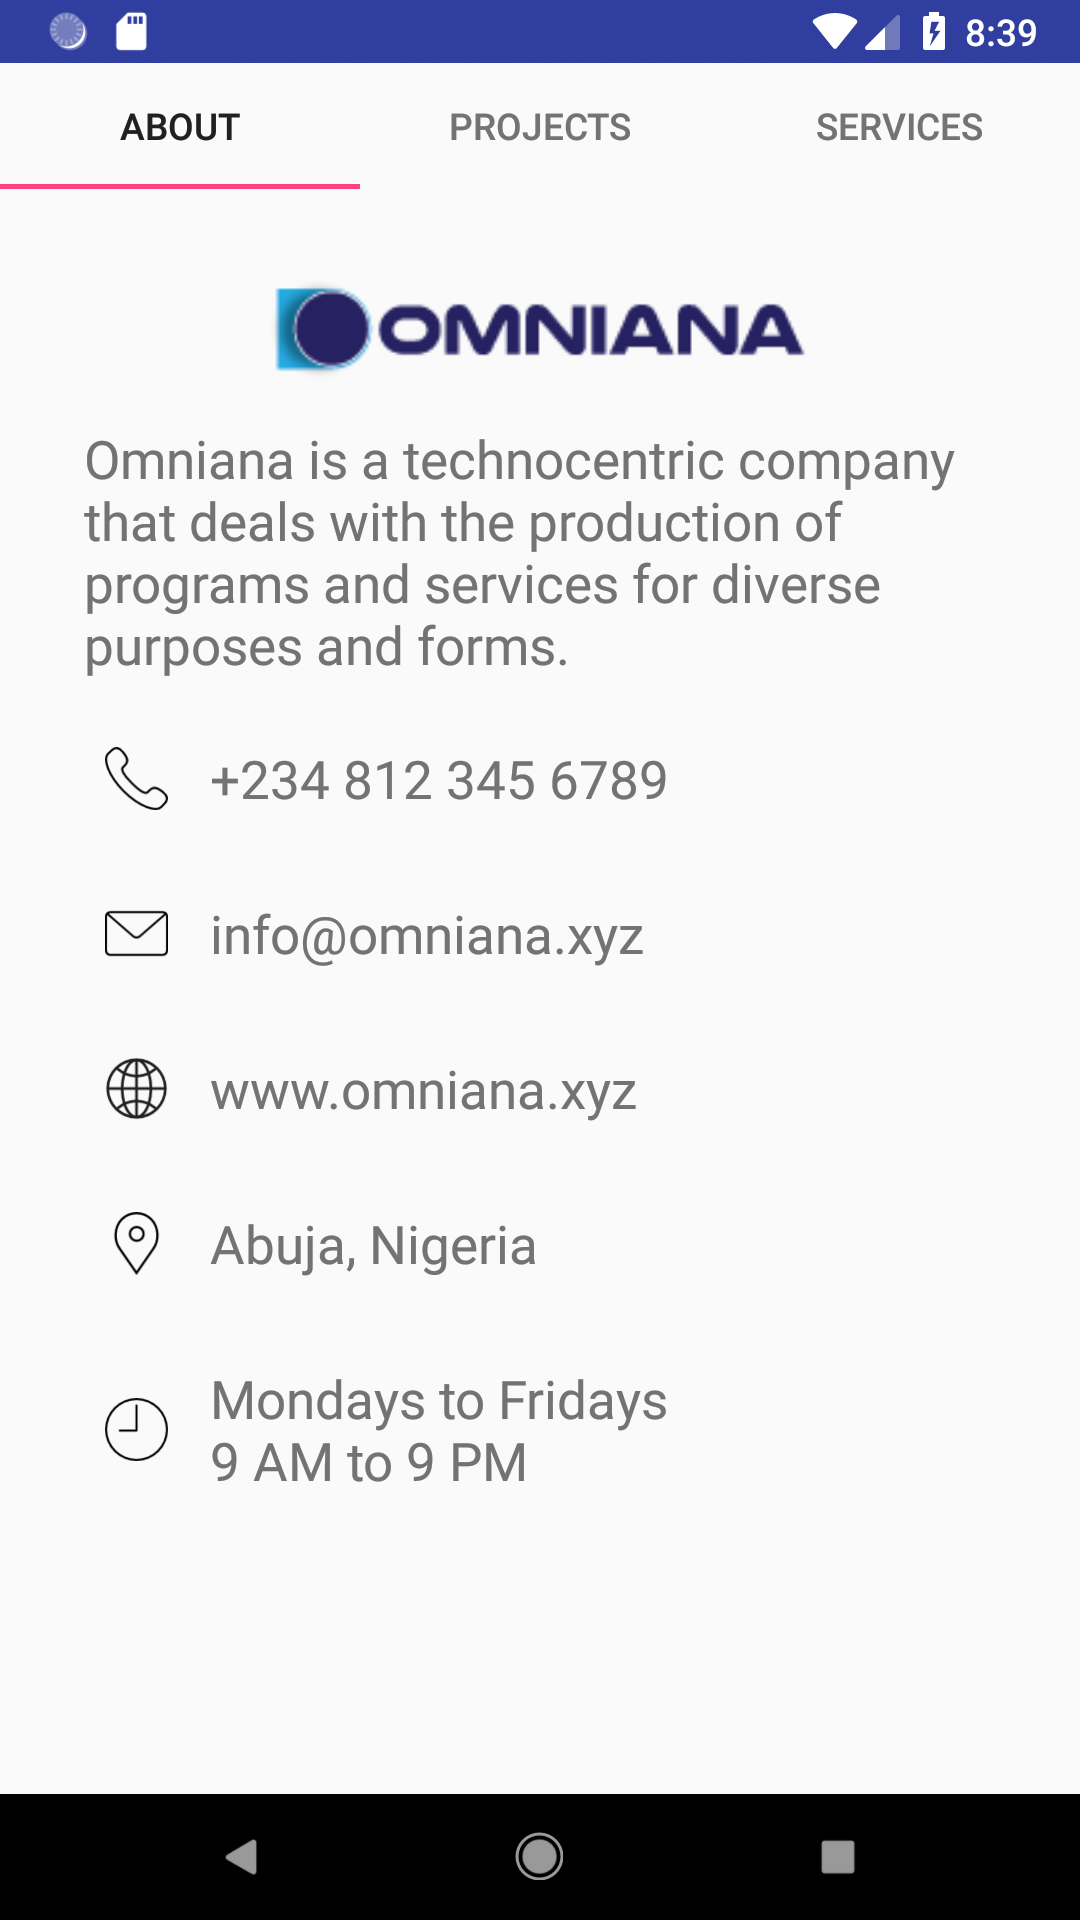 8:39
ABOUT PROJECTS SERVICES
OMNIANA
Omniana is a technocentric company
that deals with the production of
programs and services for diverse
purposes and forms.
+234 812 345 6789
info@omniana.xyz
www.omniana.xyz
Abuja, Nigeria
Mondays to Fridays
9 AM to 9 PM